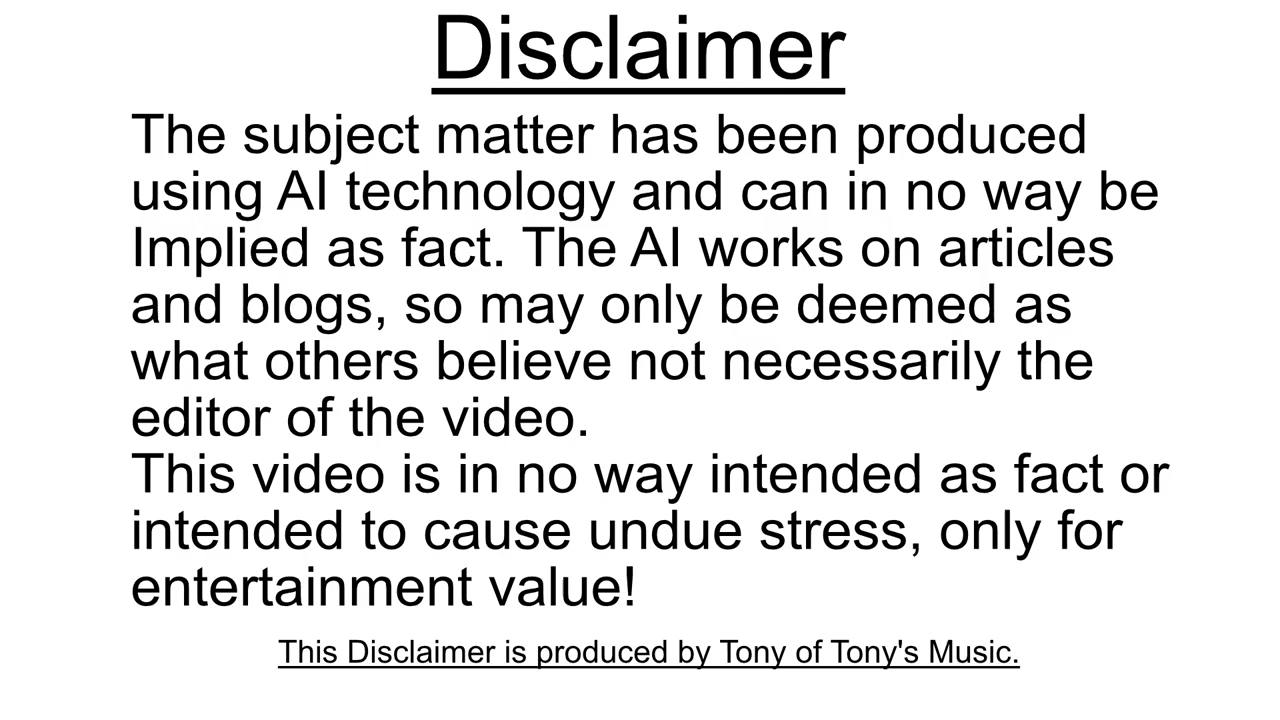 Disclaimer
The subject matter has been produced
using AI technology and can in no way be
Implied as fact. The AI works on articles
and blogs, so may only be deemed as
what others believe not necessarily the
editor of the video.
This video is in no way intended as fact or
intended to cause undue stress, only for
entertainment value!
This Disclaimer is produced by Tony of Tony's Music.